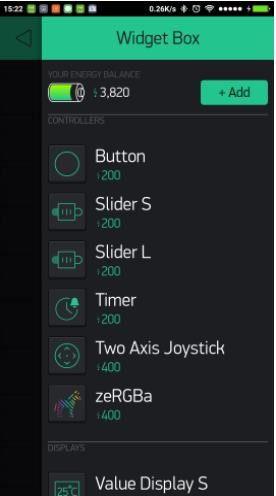 15:22 0.26K/s
Widget Box
YOUR ENERGY BALANCE
3,820
+ Add
CONTROLLERS
Button
200
Slider S
200
Slider L
200
Timer
200
Two Axis Joystick
400
zeRGBa
400
DISPLAYS
25°C
Value Display S